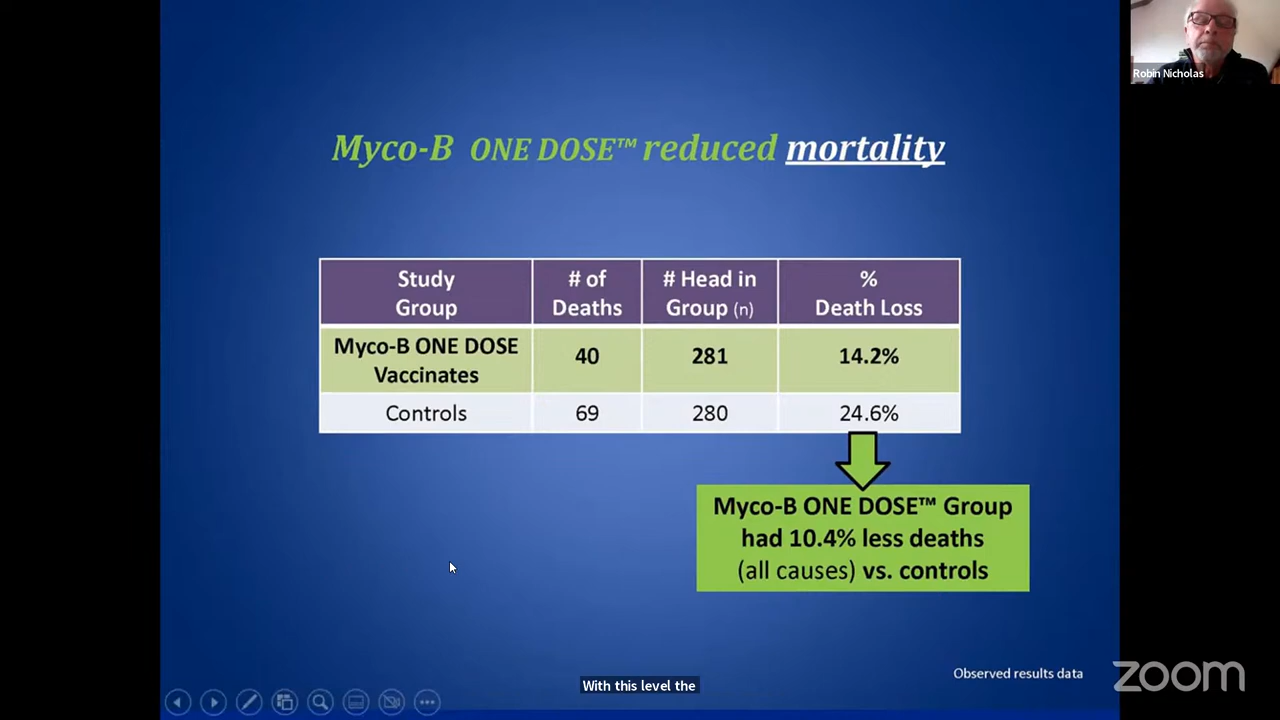 Robin Nicholas
Myco-B ONE DOSE™ reduced mortality
Study
Group
# of
Deaths
# Head in
Group (n)
%
Death Loss
Myco-B ONE DOSE
Vaccinates
40
281
14.2%
Controls
69
280
24.6%
Myco-B ONE DOSE™ Group
had 10.4% less deaths
(all causes) vs. controls
Observed results data
zoom
With this level the